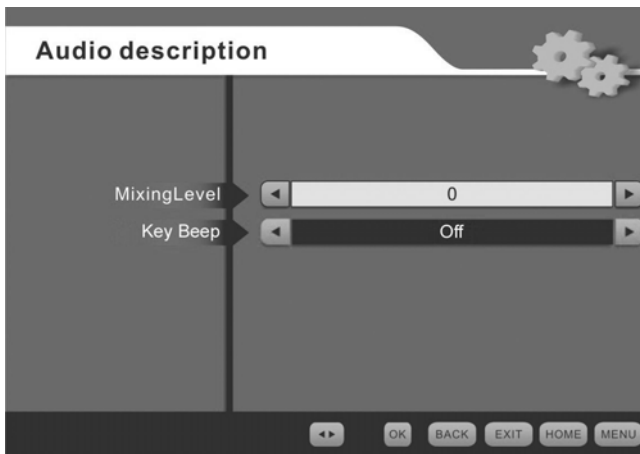 Audio description
MixingLevel 0
Key Beep Off
OK BACK EXIT HOME MENU